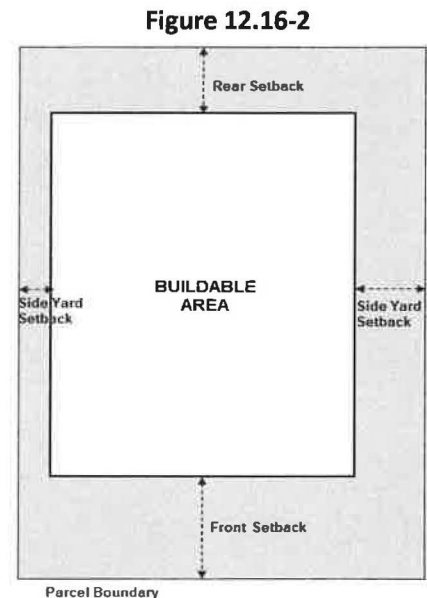 Figure 12.16-2
Rear Setback
BUILDABLE
AREA
Side Yard
Setback
Side Yard
Setback
Front Setback
Parcel Boundary